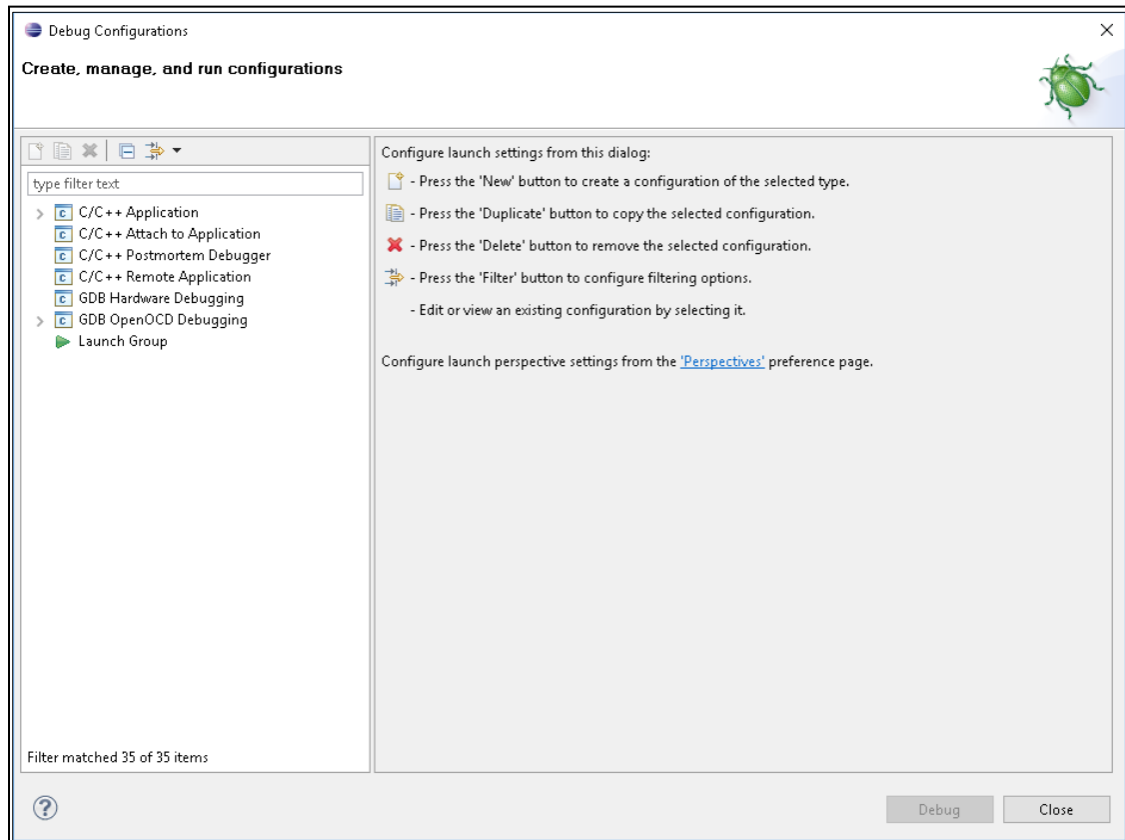 Debug Configurations
Create, manage, and run configurations
type filter text
C/C++ Application
C/C++ Attach to Application
C/C++ Postmortem Debugger
C/C++ Remote Application
GDB Hardware Debugging
GDB OpenOCD Debugging
Launch Group
Filter matched 35 of 35 items
Configure launch settings from this dialog:
- Press the 'New' button to create a configuration of the selected type.
- Press the 'Duplicate' button to copy the selected configuration.
- Press the 'Delete' button to remove the selected configuration.
- Press the 'Filter' button to configure filtering options.
- Edit or view an existing configuration by selecting it.
Configure launch perspective settings from the 'Perspectives' preference page.
Debug
Close